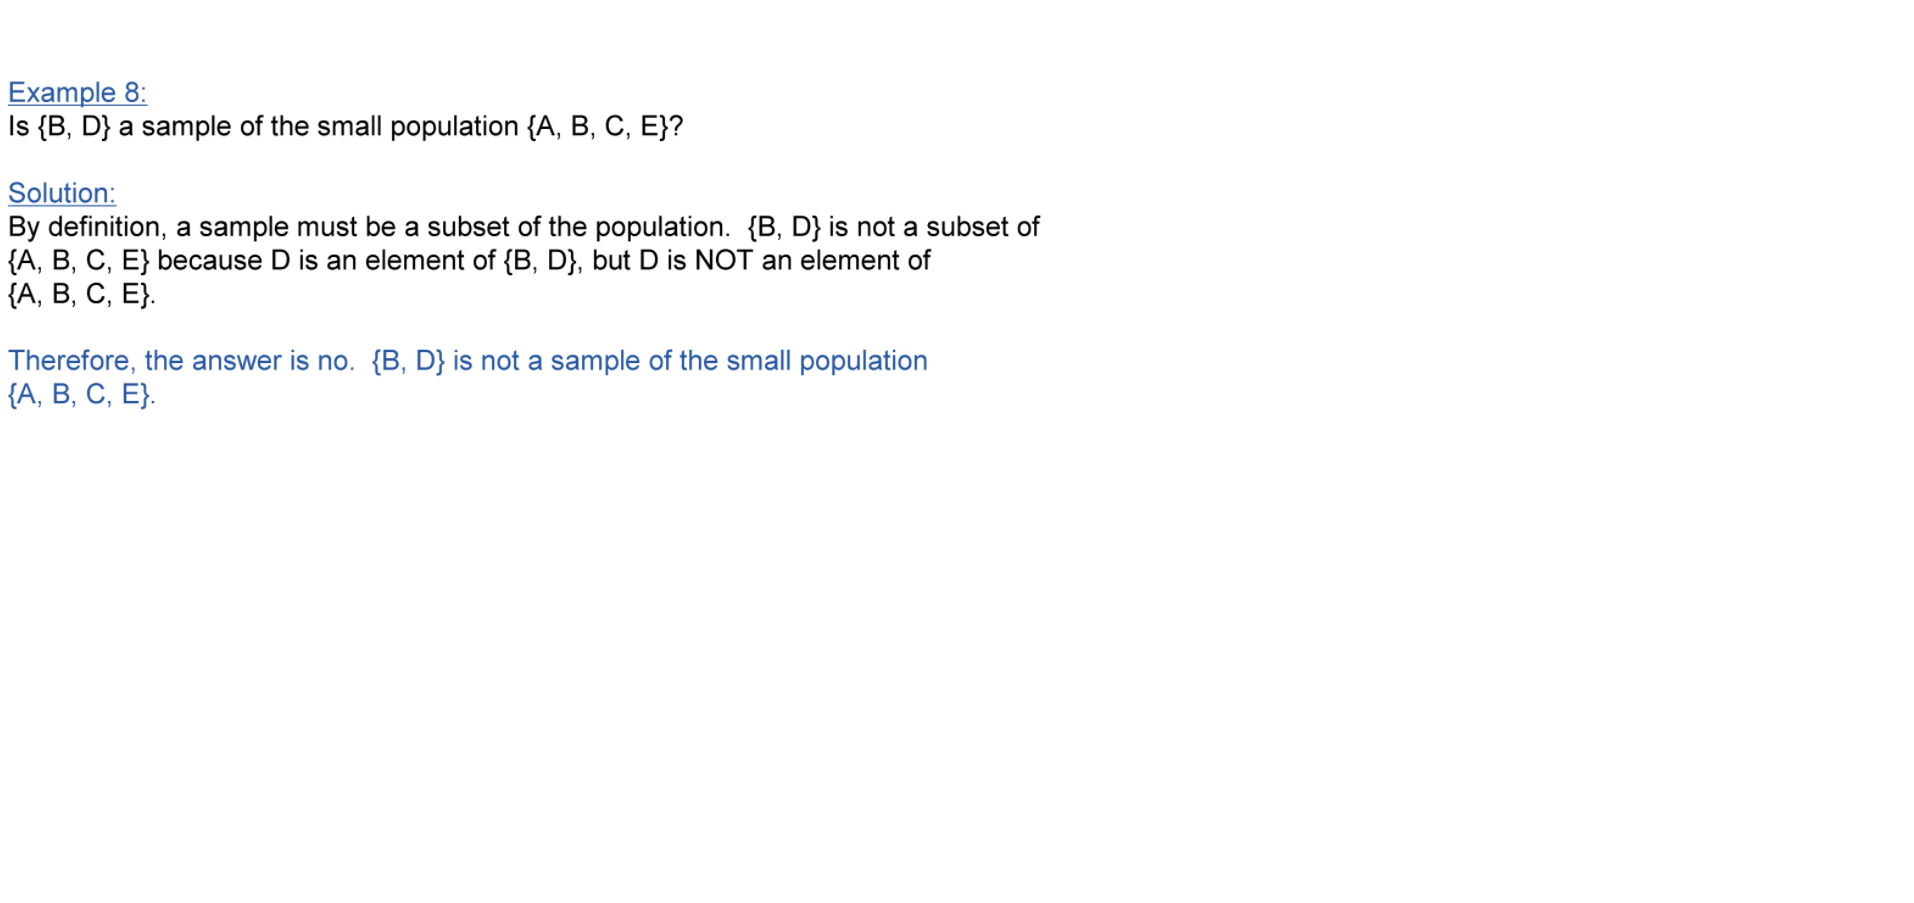 Example 8:
Is {B, D} a sample of the small population {A, B, C, E}?
Solution:
By definition, a sample must be a subset of the population.  {B, D} is not a subset of
{A, B, C, E} because D is an element of {B, D}, but D is NOT an element of
{A, B, C, E}.
Therefore, the answer is no.  {B, D} is not a sample of the small population
{A, B, C, E}.